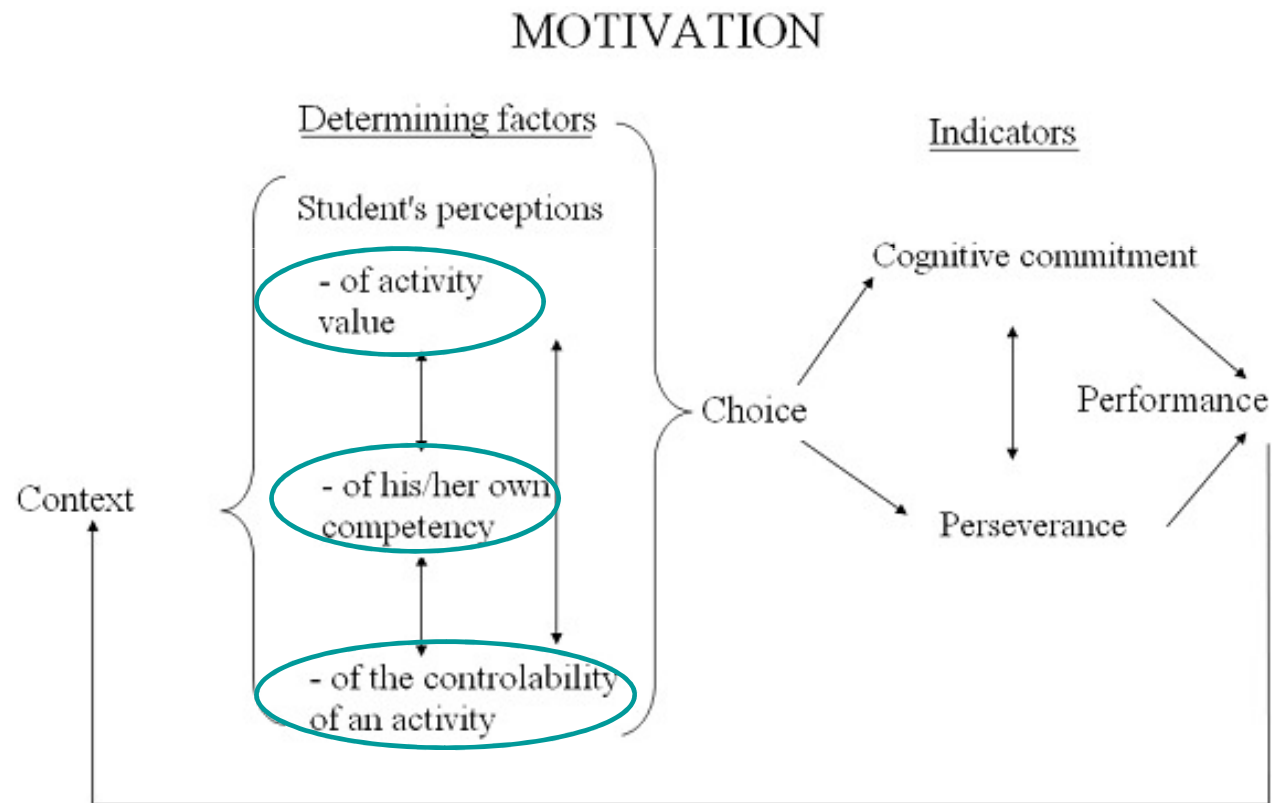 MOTIVATION
Determining factors
Indicators
Student's perceptions
- of activity
value
Cognitive commitment
Choice
Performance
Context
- of his/her own
competency
Perseverance
- of the controlability
of an activity